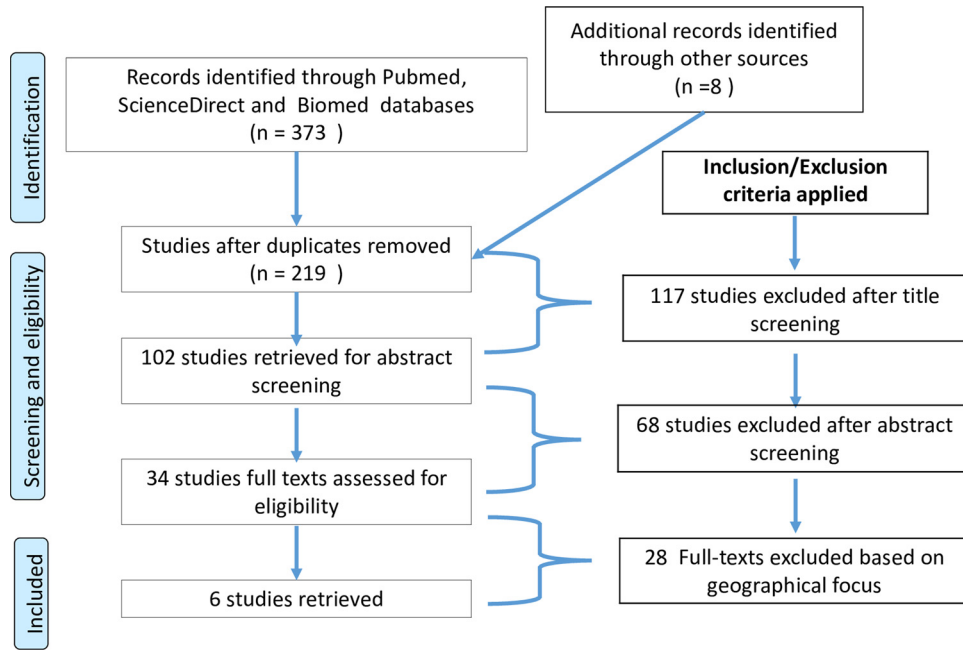 Identification
Records identified through Pubmed,
ScienceDirect and Biomed databases
(n = 373 )
Additional records identified
through other sources
(n =8 )
Inclusion/Exclusion
criteria applied
Screening and eligibility
Studies after duplicates removed
(n = 219 )
117 studies excluded after title
screening
102 studies retrieved for abstract
screening
68 studies excluded after abstract
screening
34 studies full texts assessed for
eligibility
Included
28 Full-texts excluded based on
geographical focus
6 studies retrieved